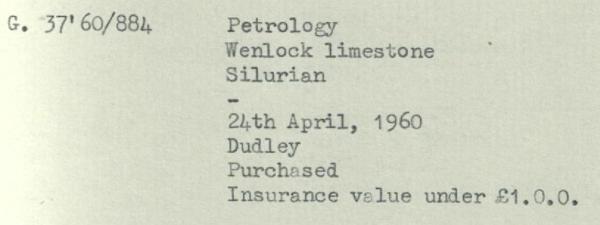 G. 37'60/884 Petrology
Wenlock limestone
Silurian
-
24th April, 1960
Dudley
Purchased
Insurance value under £1.0.0.